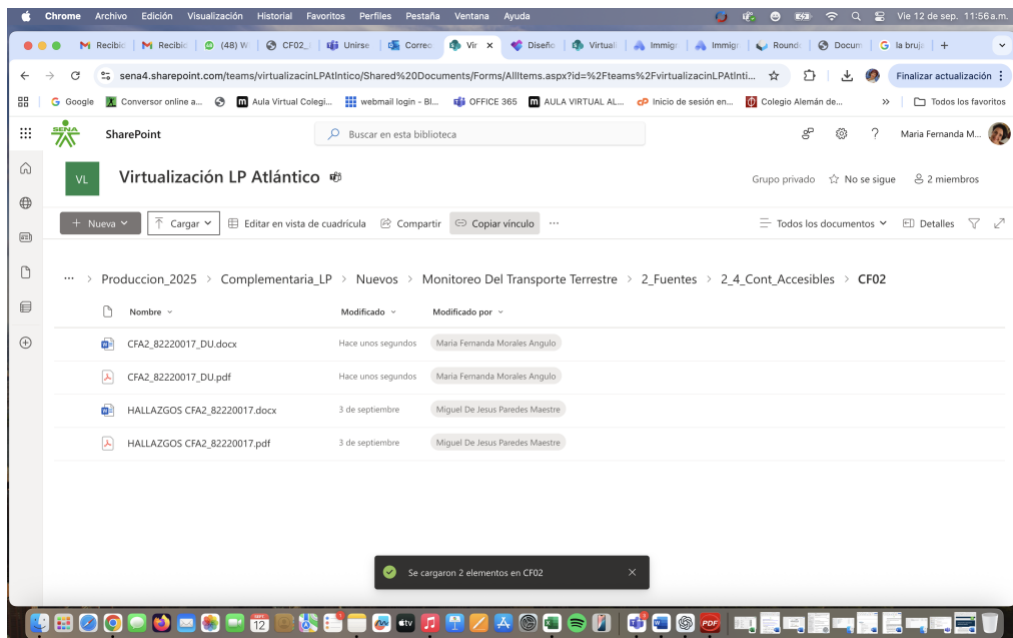 Chrome Archivo Edición Visualización Historial Favoritos Perfiles Pestaña Ventana Ayuda Vie 12 de sep. 11:56 a.m.
Recibic Recibic (48) W CF02_ Unirse Correo Vir Diseño Virtuali Immigr Immigr Round Docum la bruja
sena4.sharepoint.com/teams/virtualizacinLPAtlntico/Shared%20Documents/Forms/AllItems.aspx?id=%2Fteams%2FvirtualizacinLPAtlnti... Finalizar actualización
Google Conversor online a... Aula Virtual Colegi... webmail login - Bl... OFFICE 365 AULA VIRTUAL AL... Inicio de sesión en... Colegio Alemán de... » Todos los favoritos
SENA SharePoint Buscar en esta biblioteca ? Maria Fernanda M...
VL Virtualización LP Atlántico Grupo privado No se sigue 2 miembros
+ Nueva Cargar Editar en vista de cuadrícula Compartir Copiar vínculo ... Todos los documentos Detalles
... > Produccion_2025 > Complementaria_LP > Nuevos > Monitoreo Del Transporte Terrestre > 2_Fuentes > 2_4_Cont_Accesibles > CF02
Nombre Modificado Modificado por
CFA2_82220017_DU.docx Hace unos segundos Maria Fernanda Morales Angulo
CFA2_82220017_DU.pdf Hace unos segundos Maria Fernanda Morales Angulo
HALLAZGOS CFA2_82220017.docx 3 de septiembre Miguel De Jesus Paredes Maestre
HALLAZGOS CFA2_82220017.pdf 3 de septiembre Miguel De Jesus Paredes Maestre
Se cargaron 2 elementos en CF02
SEP 12 tv PDF